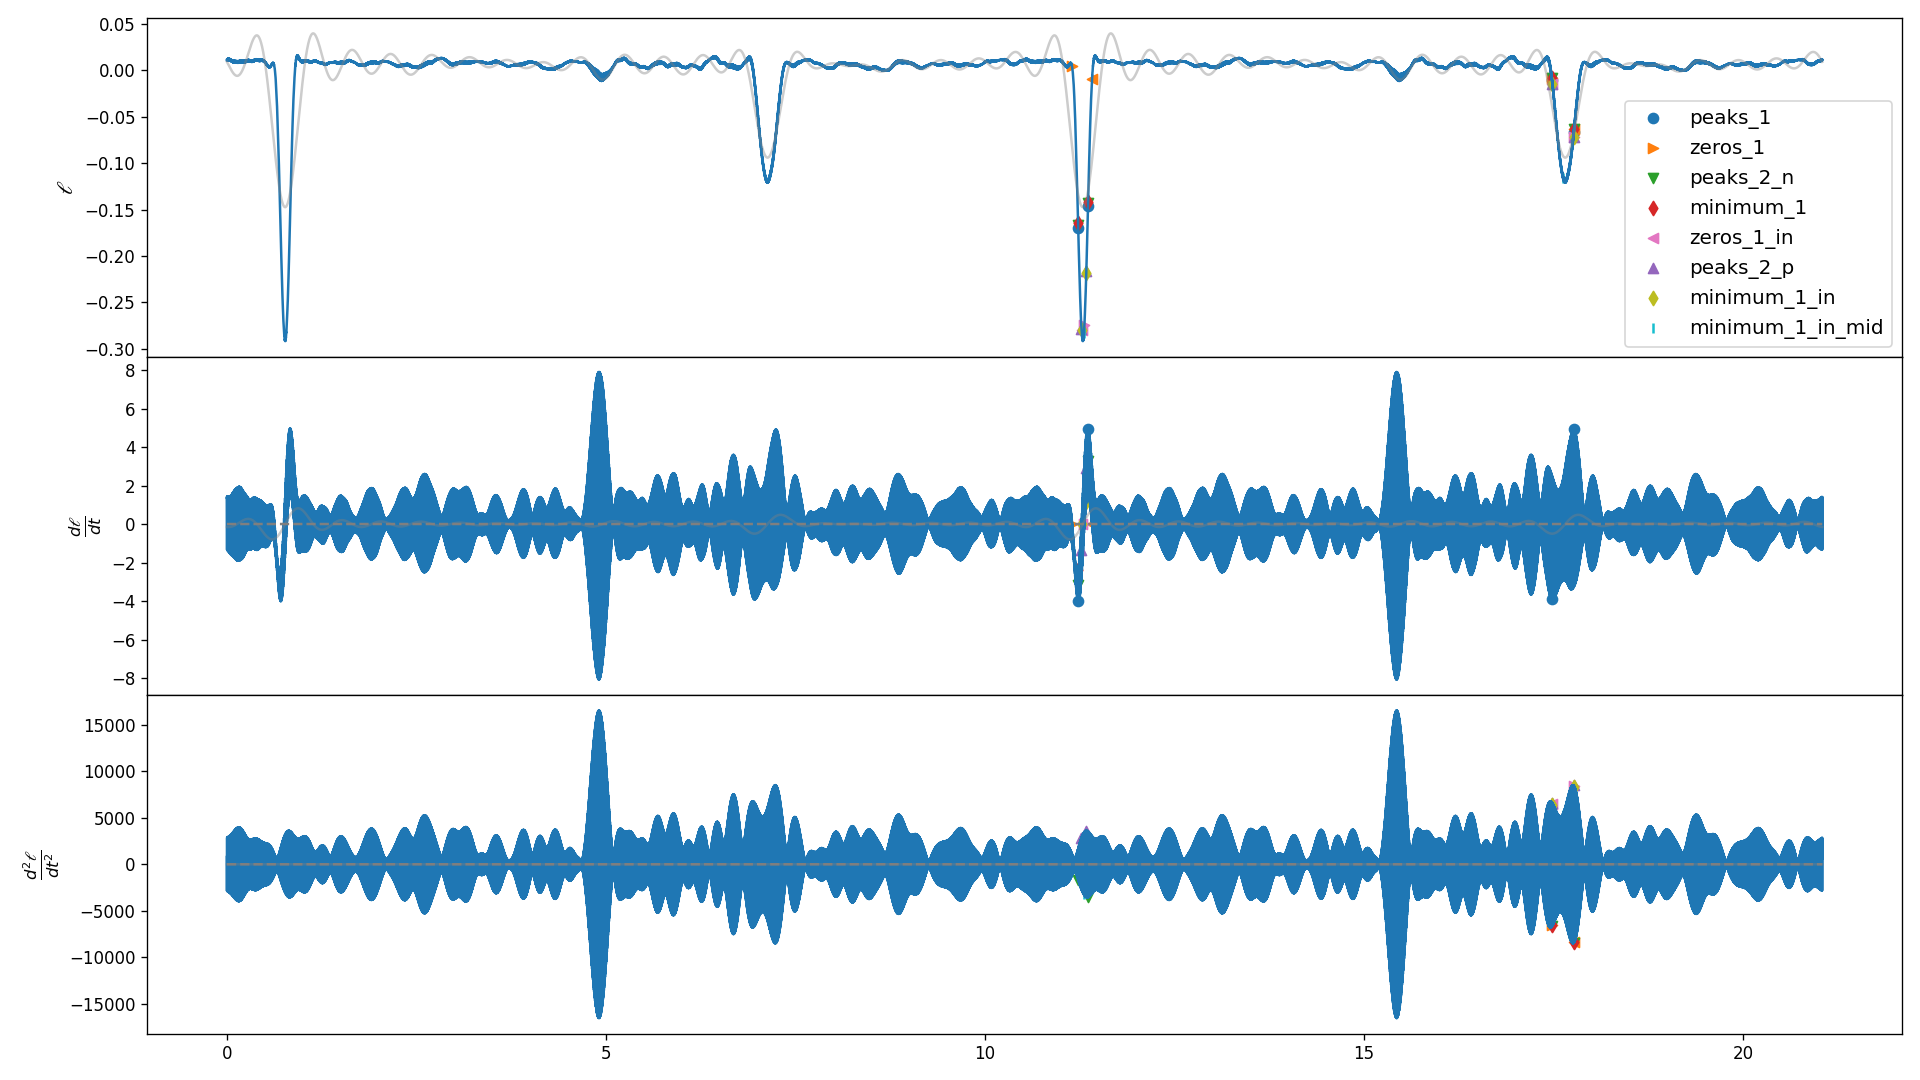 0.05
0.00
−0.05
−0.10
−0.15
−0.20
−0.25
−0.30
ℓ
peaks_1
zeros_1
peaks_2_n
minimum_1
zeros_1_in
peaks_2_p
minimum_1_in
minimum_1_in_mid
8
6
4
2
0
−2
−4
−6
−8
dℓ
dt
15000
10000
5000
0
−5000
−10000
−15000
d²ℓ
dt²
0 5 10 15 20